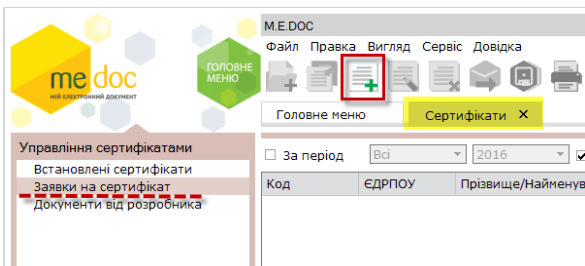 me doc
мій електронний документ
ГОЛОВНЕ
МЕНЮ
M.E.DOC
Файл Правка Вигляд Сервіс Довідка
Головне меню
Сертифікати ×
Управління сертифікатами
Встановлені сертифікати
Заявки на сертифікат
Документи від розробника
За період Всі 2016
Код ЄДРПОУ Прізвище/Найменув